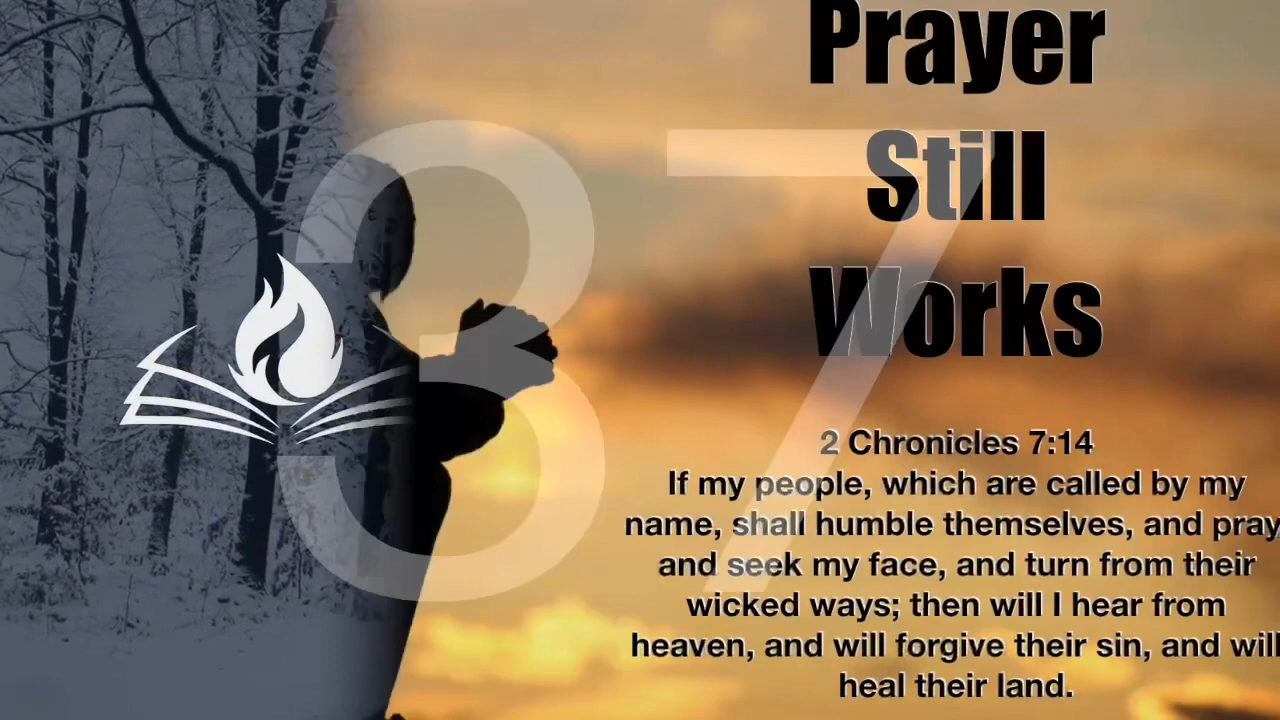 Prayer
Still
Works
37
2 Chronicles 7:14
If my people, which are called by my
name, shall humble themselves, and pray,
and seek my face, and turn from their
wicked ways; then will I hear from
heaven, and will forgive their sin, and will
heal their land.